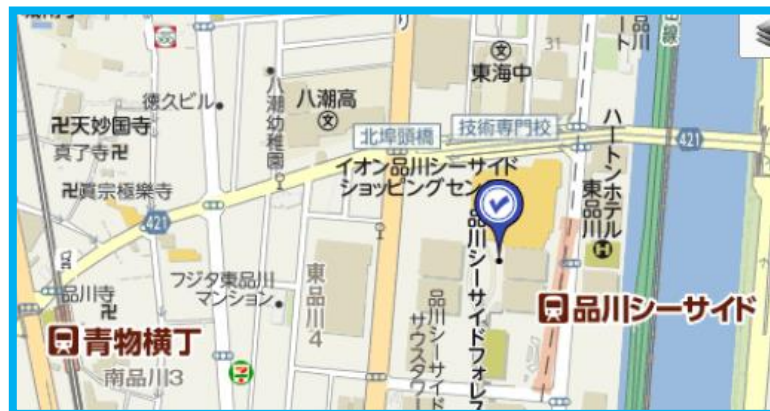 り
品川
31
東海中
徳久ビル
八潮幼稚園
八潮高
卍天妙国寺
真了寺卍
北埠頭橋
技術専門校
421
イオン品川シーサイド
ショッピングセン
ハートンホテル
東品川
H
卍眞宗極樂寺
421
品川シーサイドフォレス
フジタ東品川
マンション
東品川4
品川シーサイド
サウスタワー
品川シーサイド
品川寺卍
青物横丁
南品川3